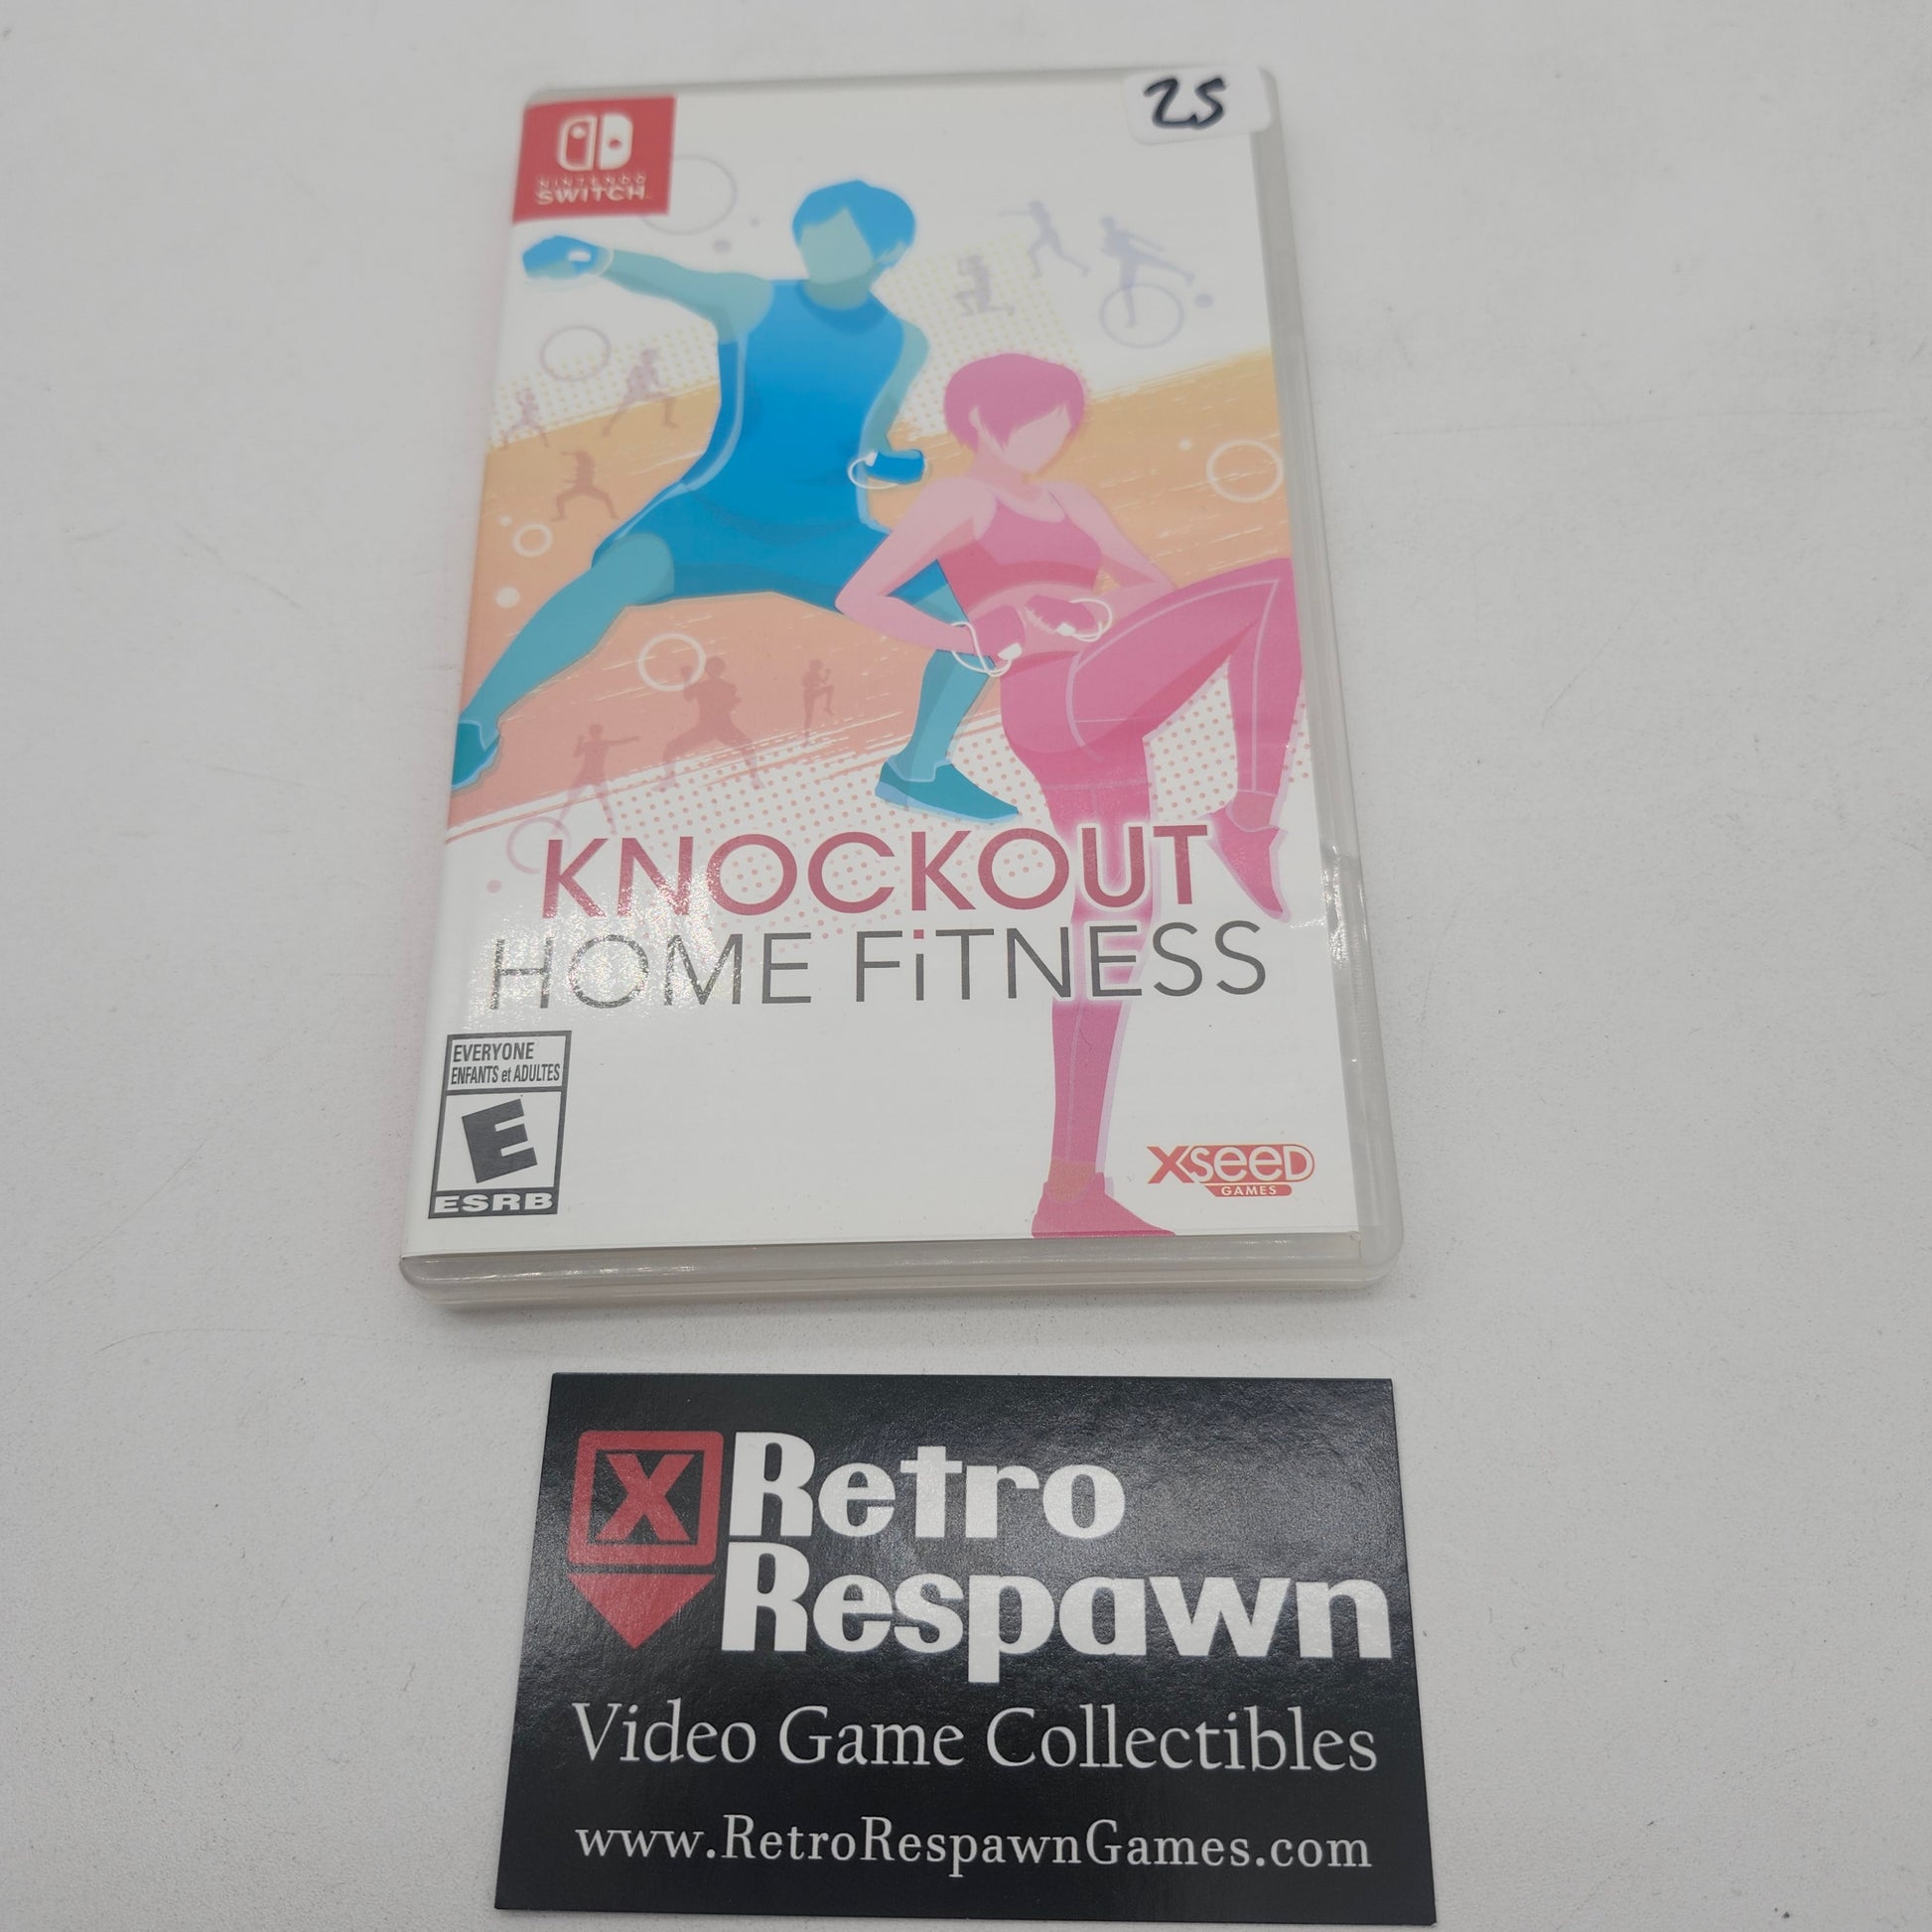 25
NINTENDO
SWITCH
KNOCKOUT
HOME FiTNESS
EVERYONE
ENFANTS et ADULTES
E
ESRB
XSEED
GAMES
X
Retro
Respawn
Video Game Collectibles
www.RetroRespawnGames.com